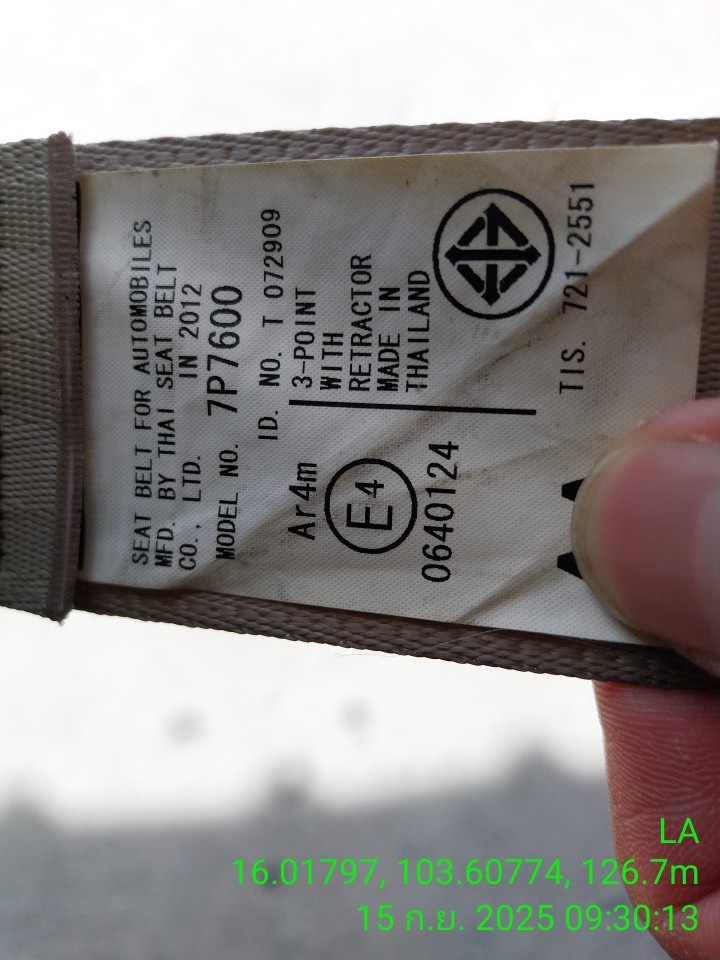 SEAT BELT FOR AUTOMOBILES
MFD. BY THAI SEAT BELT
CO., LTD. IN 2012
MODEL NO. 7P7600
ID. NO. T 072909
Ar4m
E4
0640124
3-POINT
WITH
RETRACTOR
MADE IN
THAILAND
TIS. 721-2551
LA
16.01797, 103.60774, 126.7m
15 ก.ย. 2025 09:30:13